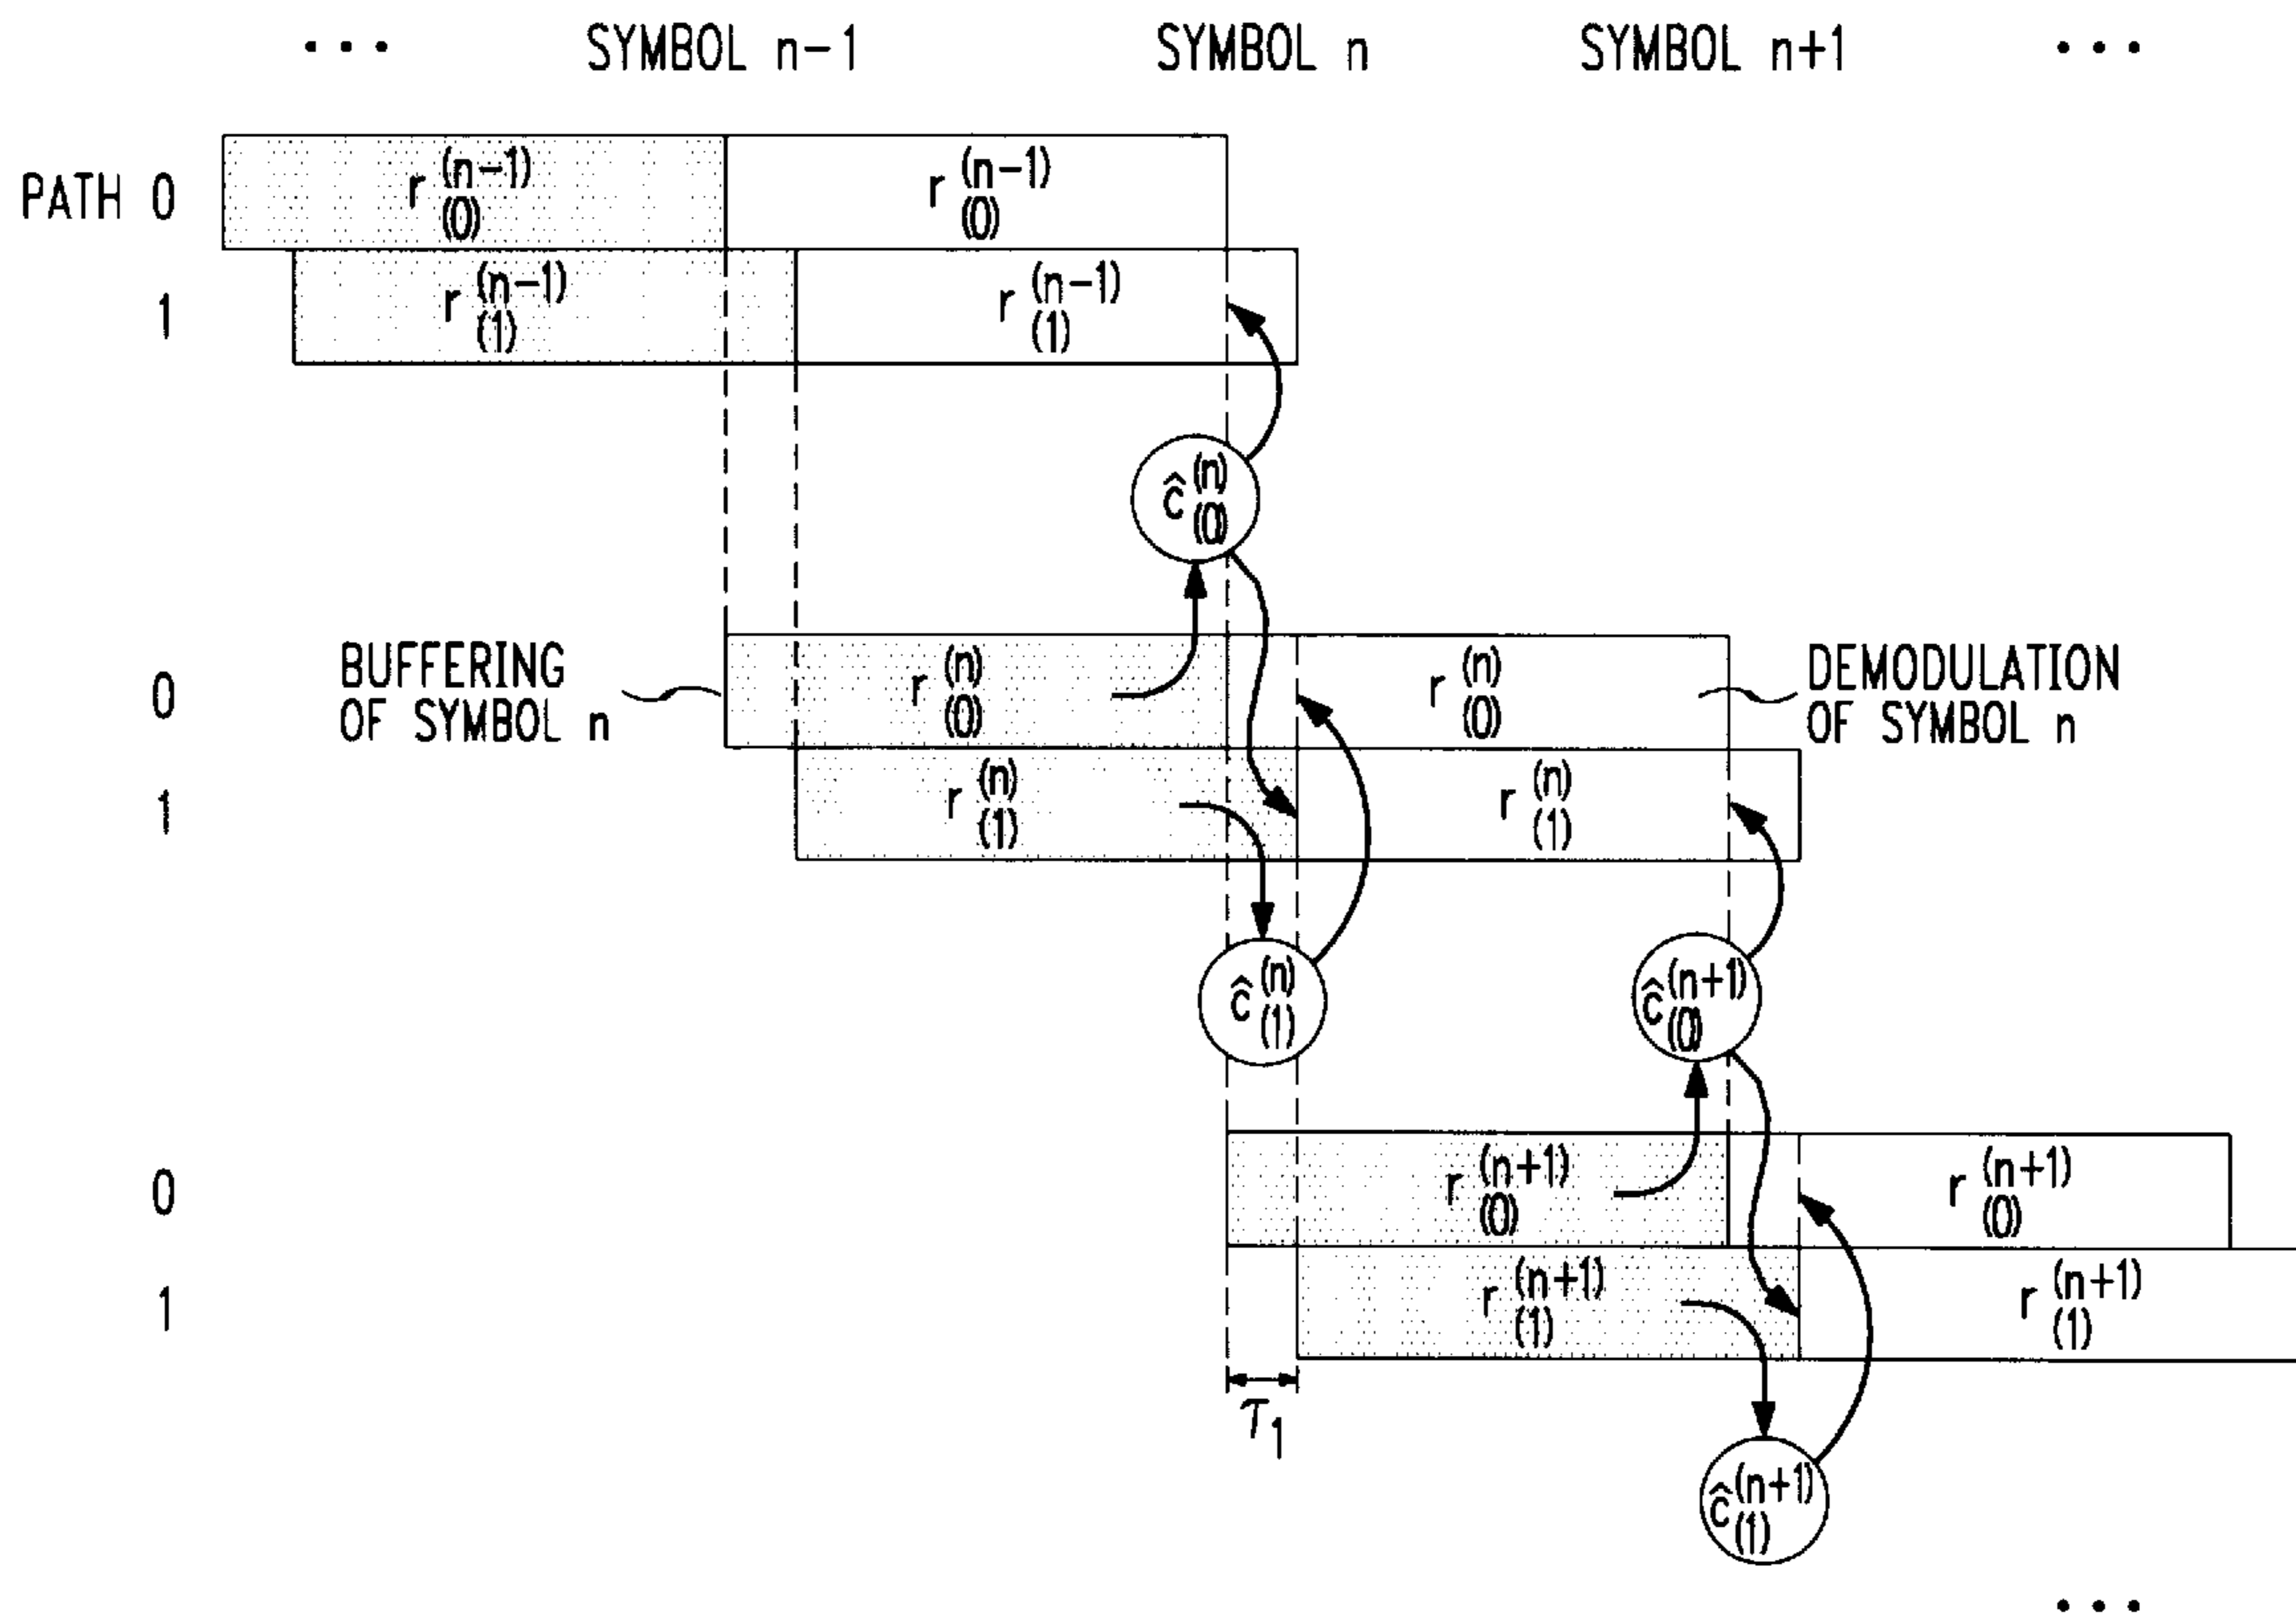 ... SYMBOL n-1 SYMBOL n SYMBOL n+1 ...
PATH 0 r (n-1) (0) r (n-1) (0)
1 r (n-1) (1) r (n-1) (1)
ĉ (n) (0)
BUFFERING
OF SYMBOL n
0 r (n) (0) r (n) (0)
DEMODULATION
OF SYMBOL n
1 r (n) (1) r (n) (1)
ĉ (n) (1)
ĉ (n+1) (0)
0 r (n+1) (0) r (n+1) (0)
1 r (n+1) (1) r (n+1) (1)
τ1
ĉ (n+1) (1)
...